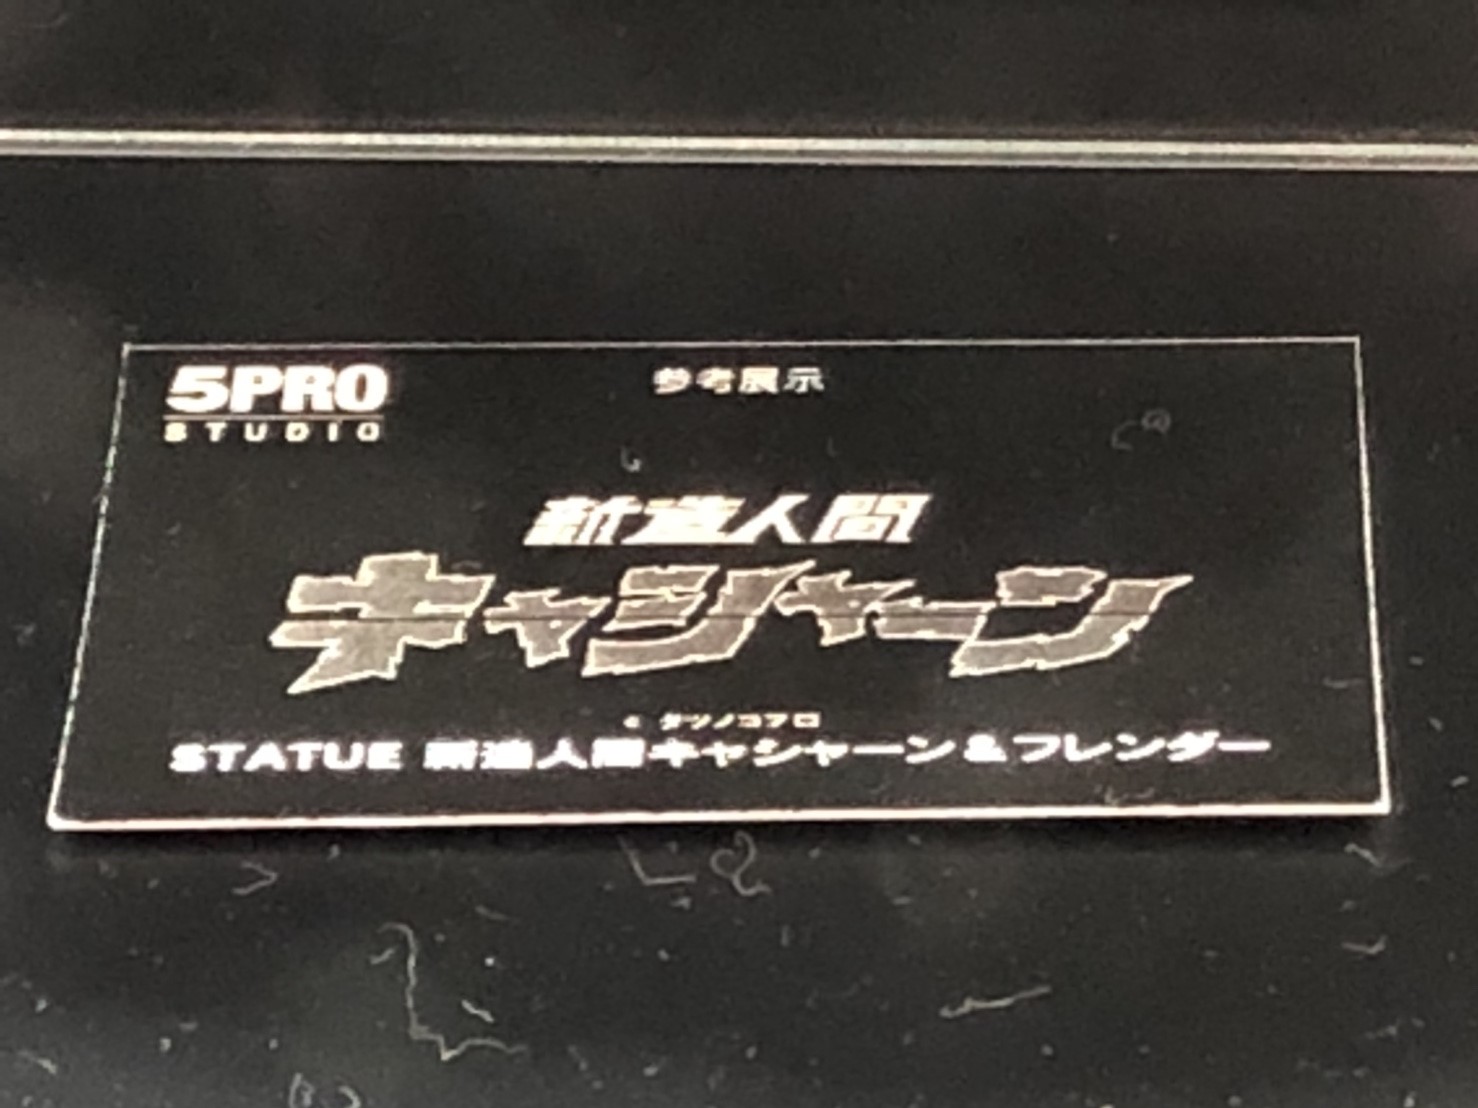 5PRO
STUDIO
参考展示
新造人間
キャシャーン
© タツノコプロ
STATUE 新造人間キャシャーン&フレンダー